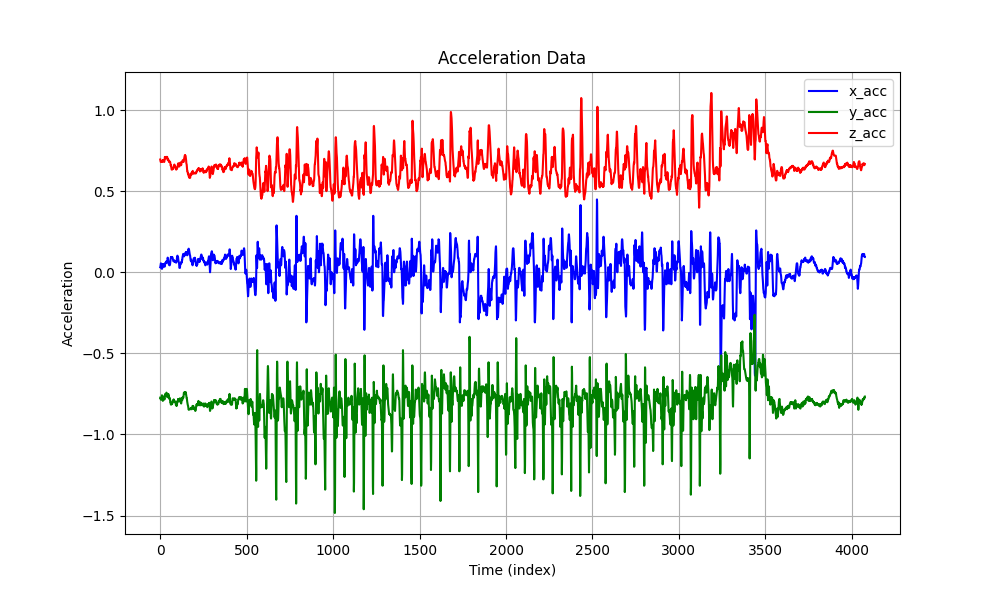 Acceleration Data
x_acc
y_acc
z_acc
1.0
0.5
0.0
−0.5
−1.0
−1.5
Acceleration
0 500 1000 1500 2000 2500 3000 3500 4000
Time (index)